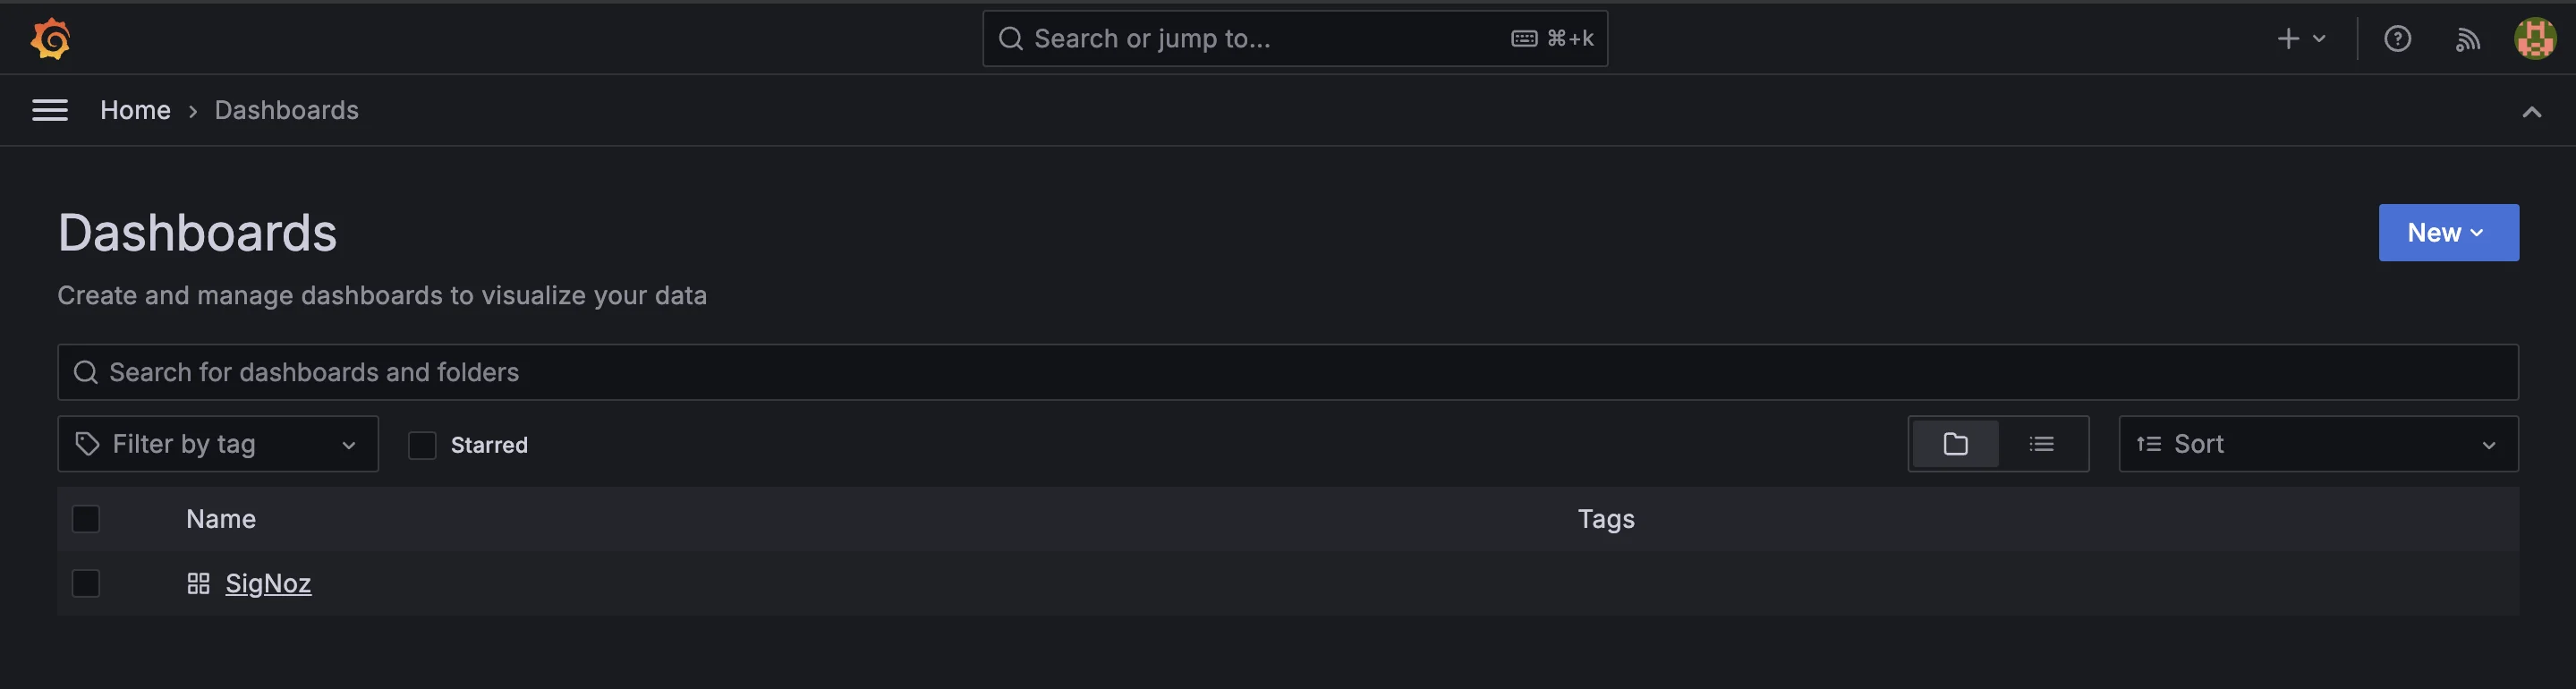 Search or jump to... ⌘+k
Home › Dashboards
Dashboards
New
Create and manage dashboards to visualize your data
Search for dashboards and folders
Filter by tag Starred Sort
Name Tags
SigNoz